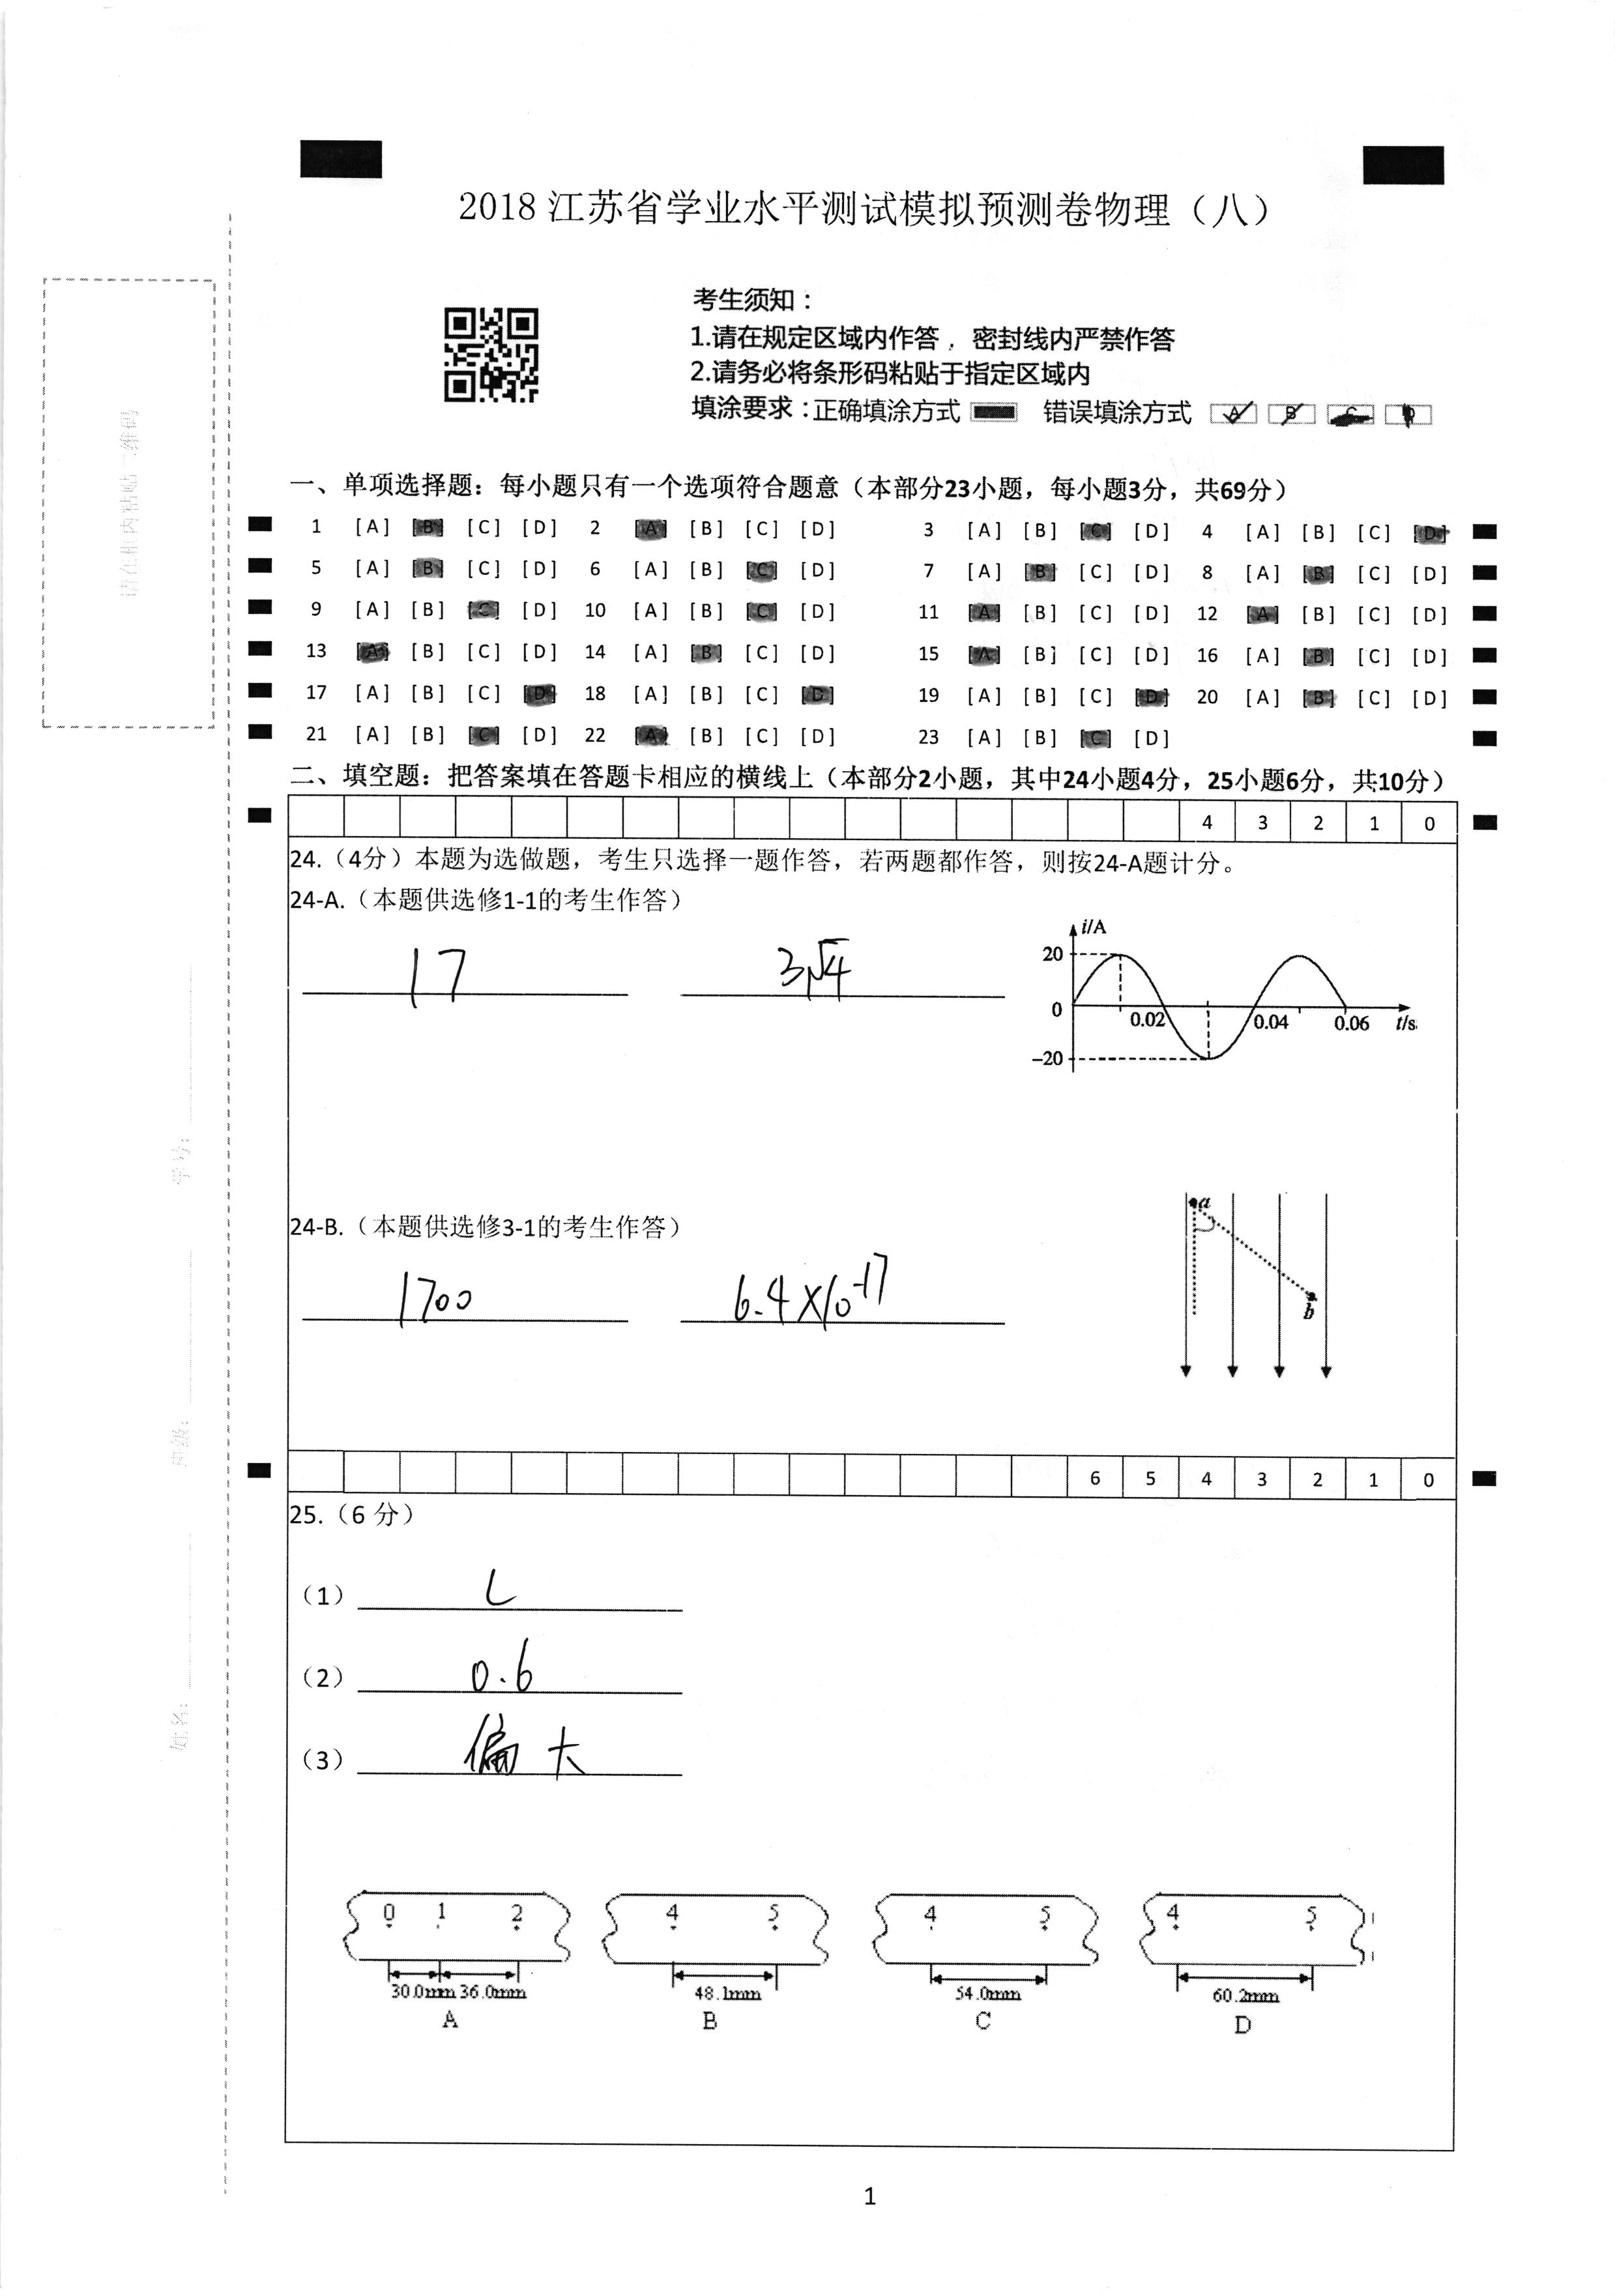 2018 江苏省学业水平测试模拟预测卷物理（八）
请在框内粘贴二维码
考生须知：
1.请在规定区域内作答，密封线内严禁作答
2.请务必将条形码粘贴于指定区域内
填涂要求：正确填涂方式 错误填涂方式 A B C D
一、单项选择题：每小题只有一个选项符合题意（本部分23小题，每小题3分，共69分）
1 [A] [B] [C] [D] 2 [A] [B] [C] [D] 3 [A] [B] [C] [D] 4 [A] [B] [C] [D]
5 [A] [B] [C] [D] 6 [A] [B] [C] [D] 7 [A] [B] [C] [D] 8 [A] [B] [C] [D]
9 [A] [B] [C] [D] 10 [A] [B] [C] [D] 11 [A] [B] [C] [D] 12 [A] [B] [C] [D]
13 [A] [B] [C] [D] 14 [A] [B] [C] [D] 15 [A] [B] [C] [D] 16 [A] [B] [C] [D]
17 [A] [B] [C] [D] 18 [A] [B] [C] [D] 19 [A] [B] [C] [D] 20 [A] [B] [C] [D]
21 [A] [B] [C] [D] 22 [A] [B] [C] [D] 23 [A] [B] [C] [D]
二、填空题：把答案填在答题卡相应的横线上（本部分2小题，其中24小题4分，25小题6分，共10分）
4 3 2 1 0
24.（4分）本题为选做题，考生只选择一题作答，若两题都作答，则按24-A题计分。
24-A.（本题供选修1-1的考生作答）
17 3√4
i/A
20
0 0.02 0.04 0.06 t/s
-20
学号：
24-B.（本题供选修3-1的考生作答）
a
1700 6.4×10⁻¹⁷
b
班级：
6 5 4 3 2 1 0
25.（6 分）
（1） C
（2） 0.6
姓名：
（3） 偏大
0 1 2 4 5 4 5 4 5
30.0mm 36.0mm 48.1mm 54.0mm 60.2mm
A B C D
1